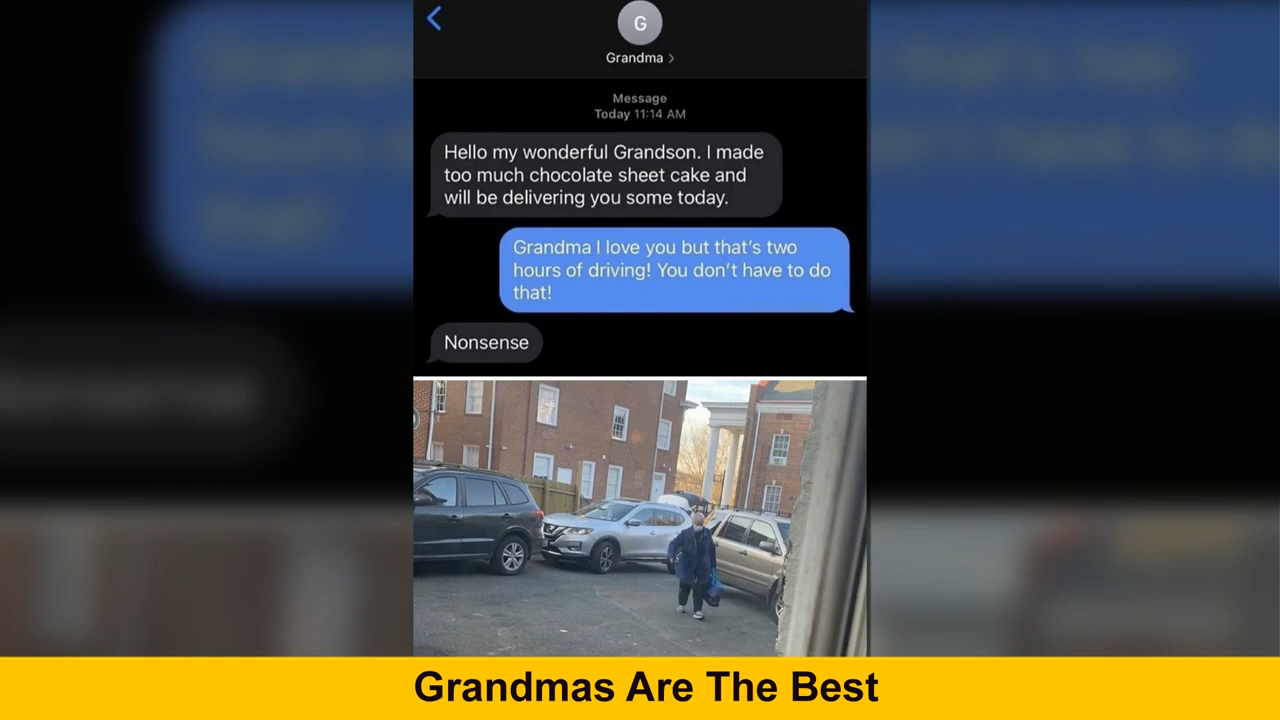 G
Grandma
Message
Today 11:14 AM
Hello my wonderful Grandson. I made
too much chocolate sheet cake and
will be delivering you some today.
Grandma I love you but that's two
hours of driving! You don't have to do
that!
Nonsense
Grandmas Are The Best